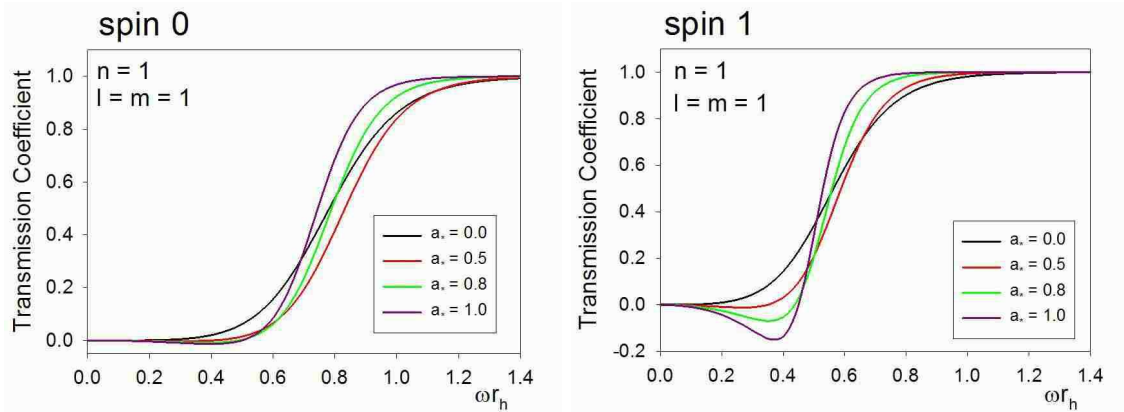 spin 0
Transmission Coefficient
n = 1
l = m = 1
1.0
0.8
0.6
0.4
0.2
0.0
a* = 0.0
a* = 0.5
a* = 0.8
a* = 1.0
0.0 0.2 0.4 0.6 0.8 1.0 1.2 1.4
ωrh
spin 1
Transmission Coefficient
n = 1
l = m = 1
1.0
0.8
0.6
0.4
0.2
0.0
-0.2
a* = 0.0
a* = 0.5
a* = 0.8
a* = 1.0
0.0 0.2 0.4 0.6 0.8 1.0 1.2 1.4
ωrh